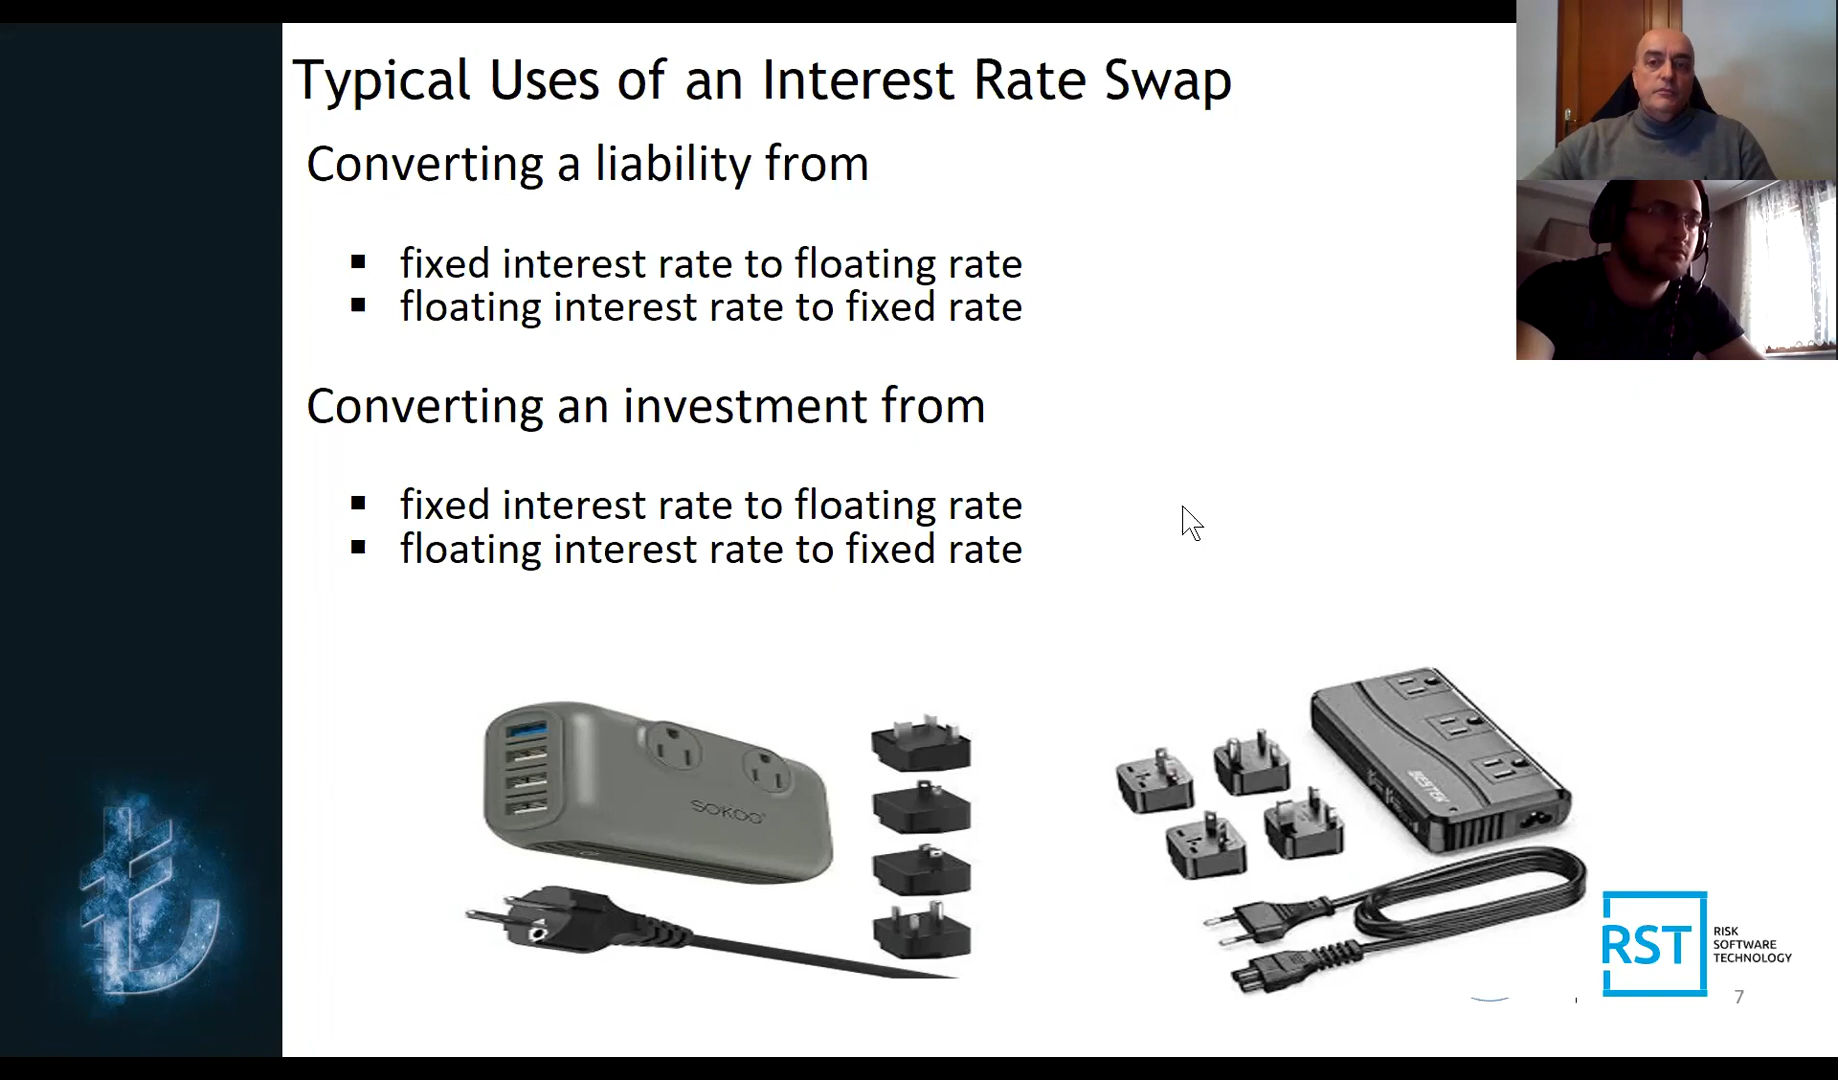 Typical Uses of an Interest Rate Swap
Converting a liability from
▪ fixed interest rate to floating rate
▪ floating interest rate to fixed rate
Converting an investment from
▪ fixed interest rate to floating rate
▪ floating interest rate to fixed rate
SOKOO
BESTEK
RST
RISK
SOFTWARE
TECHNOLOGY
7